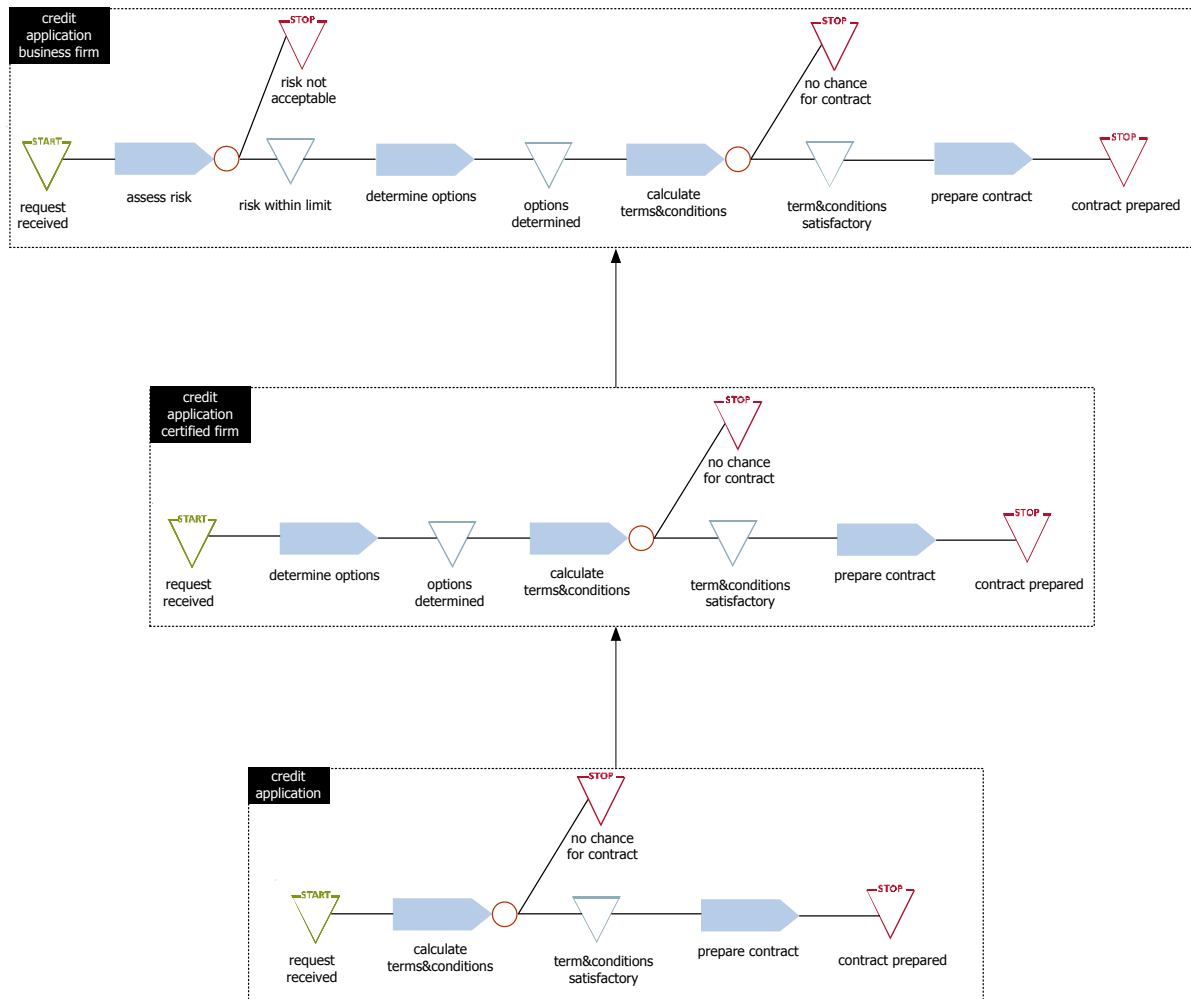 credit
application
business firm
STOP
risk not
acceptable
STOP
no chance
for contract
START
request
received
assess risk
risk within limit
determine options
options
determined
calculate
terms&conditions
term&conditions
satisfactory
prepare contract
STOP
contract prepared
credit
application
certified firm
STOP
no chance
for contract
START
request
received
determine options
options
determined
calculate
terms&conditions
term&conditions
satisfactory
prepare contract
STOP
contract prepared
credit
application
STOP
no chance
for contract
START
request
received
calculate
terms&conditions
term&conditions
satisfactory
prepare contract
STOP
contract prepared